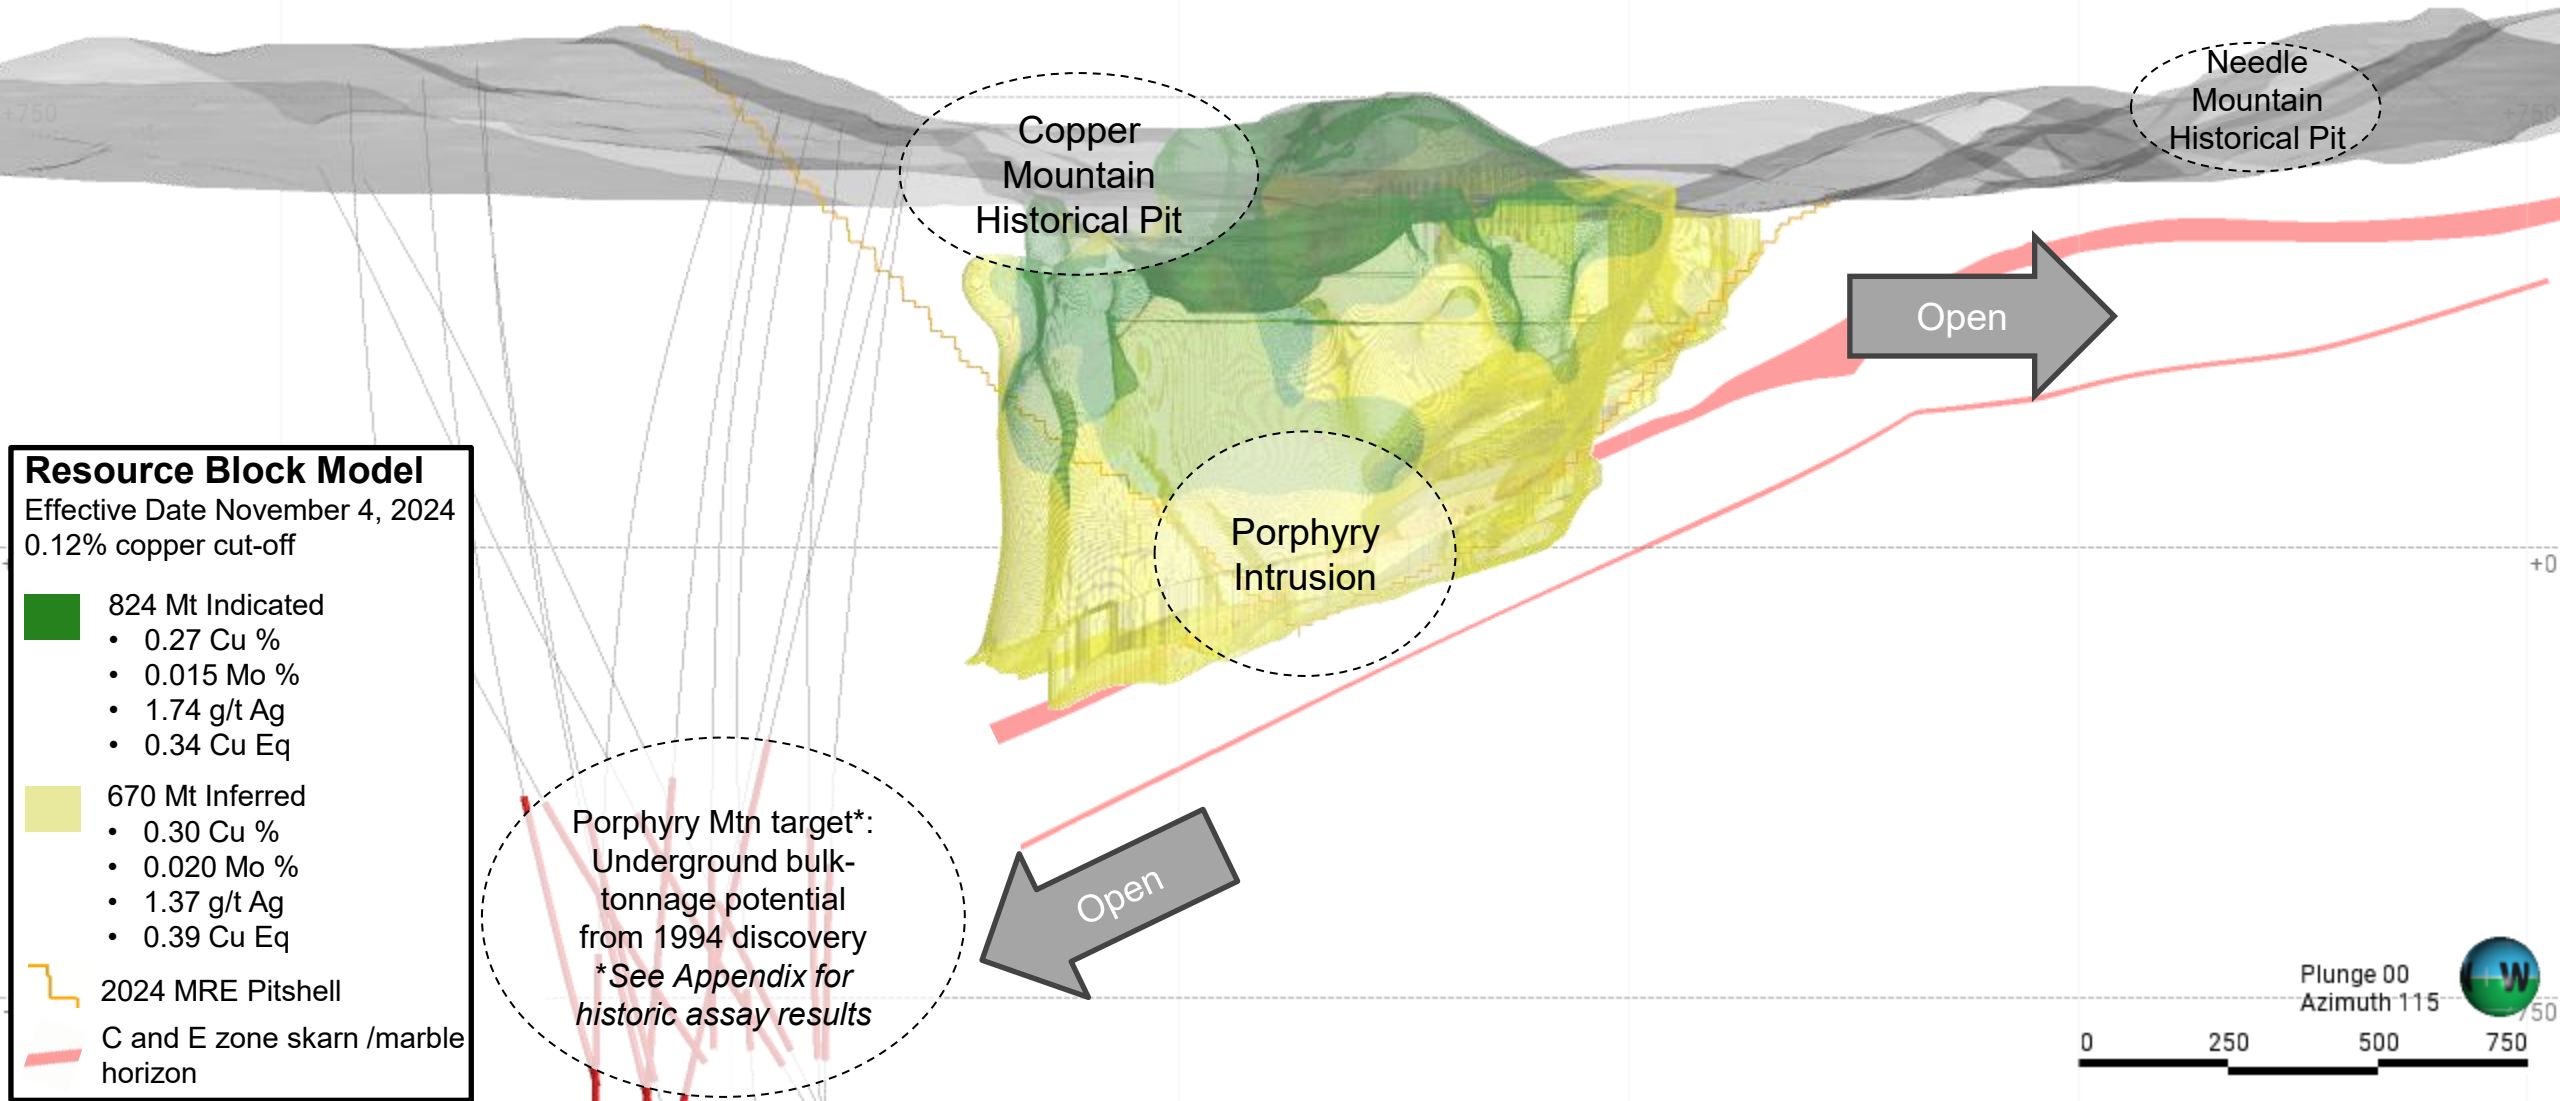 +750
Copper
Mountain
Historical Pit
Needle
Mountain
Historical Pit
+750
Open
Porphyry
Intrusion
+0
Resource Block Model
Effective Date November 4, 2024
0.12% copper cut-off
824 Mt Indicated
• 0.27 Cu %
• 0.015 Mo %
• 1.74 g/t Ag
• 0.34 Cu Eq
670 Mt Inferred
• 0.30 Cu %
• 0.020 Mo %
• 1.37 g/t Ag
• 0.39 Cu Eq
2024 MRE Pitshell
C and E zone skarn /marble
horizon
Porphyry Mtn target*:
Underground bulk-
tonnage potential
from 1994 discovery
*See Appendix for
historic assay results
Open
Plunge 00
Azimuth 115
W
750
0 250 500 750